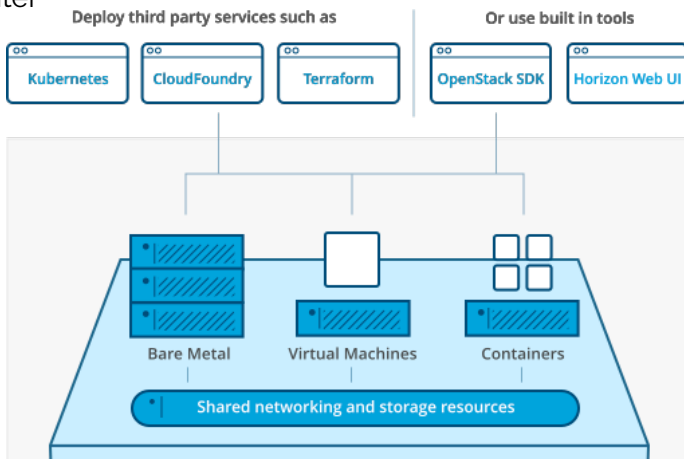 Deploy third party services such as
Or use built in tools
Kubernetes
CloudFoundry
Terraform
OpenStack SDK
Horizon Web UI
Bare Metal
Virtual Machines
Containers
Shared networking and storage resources